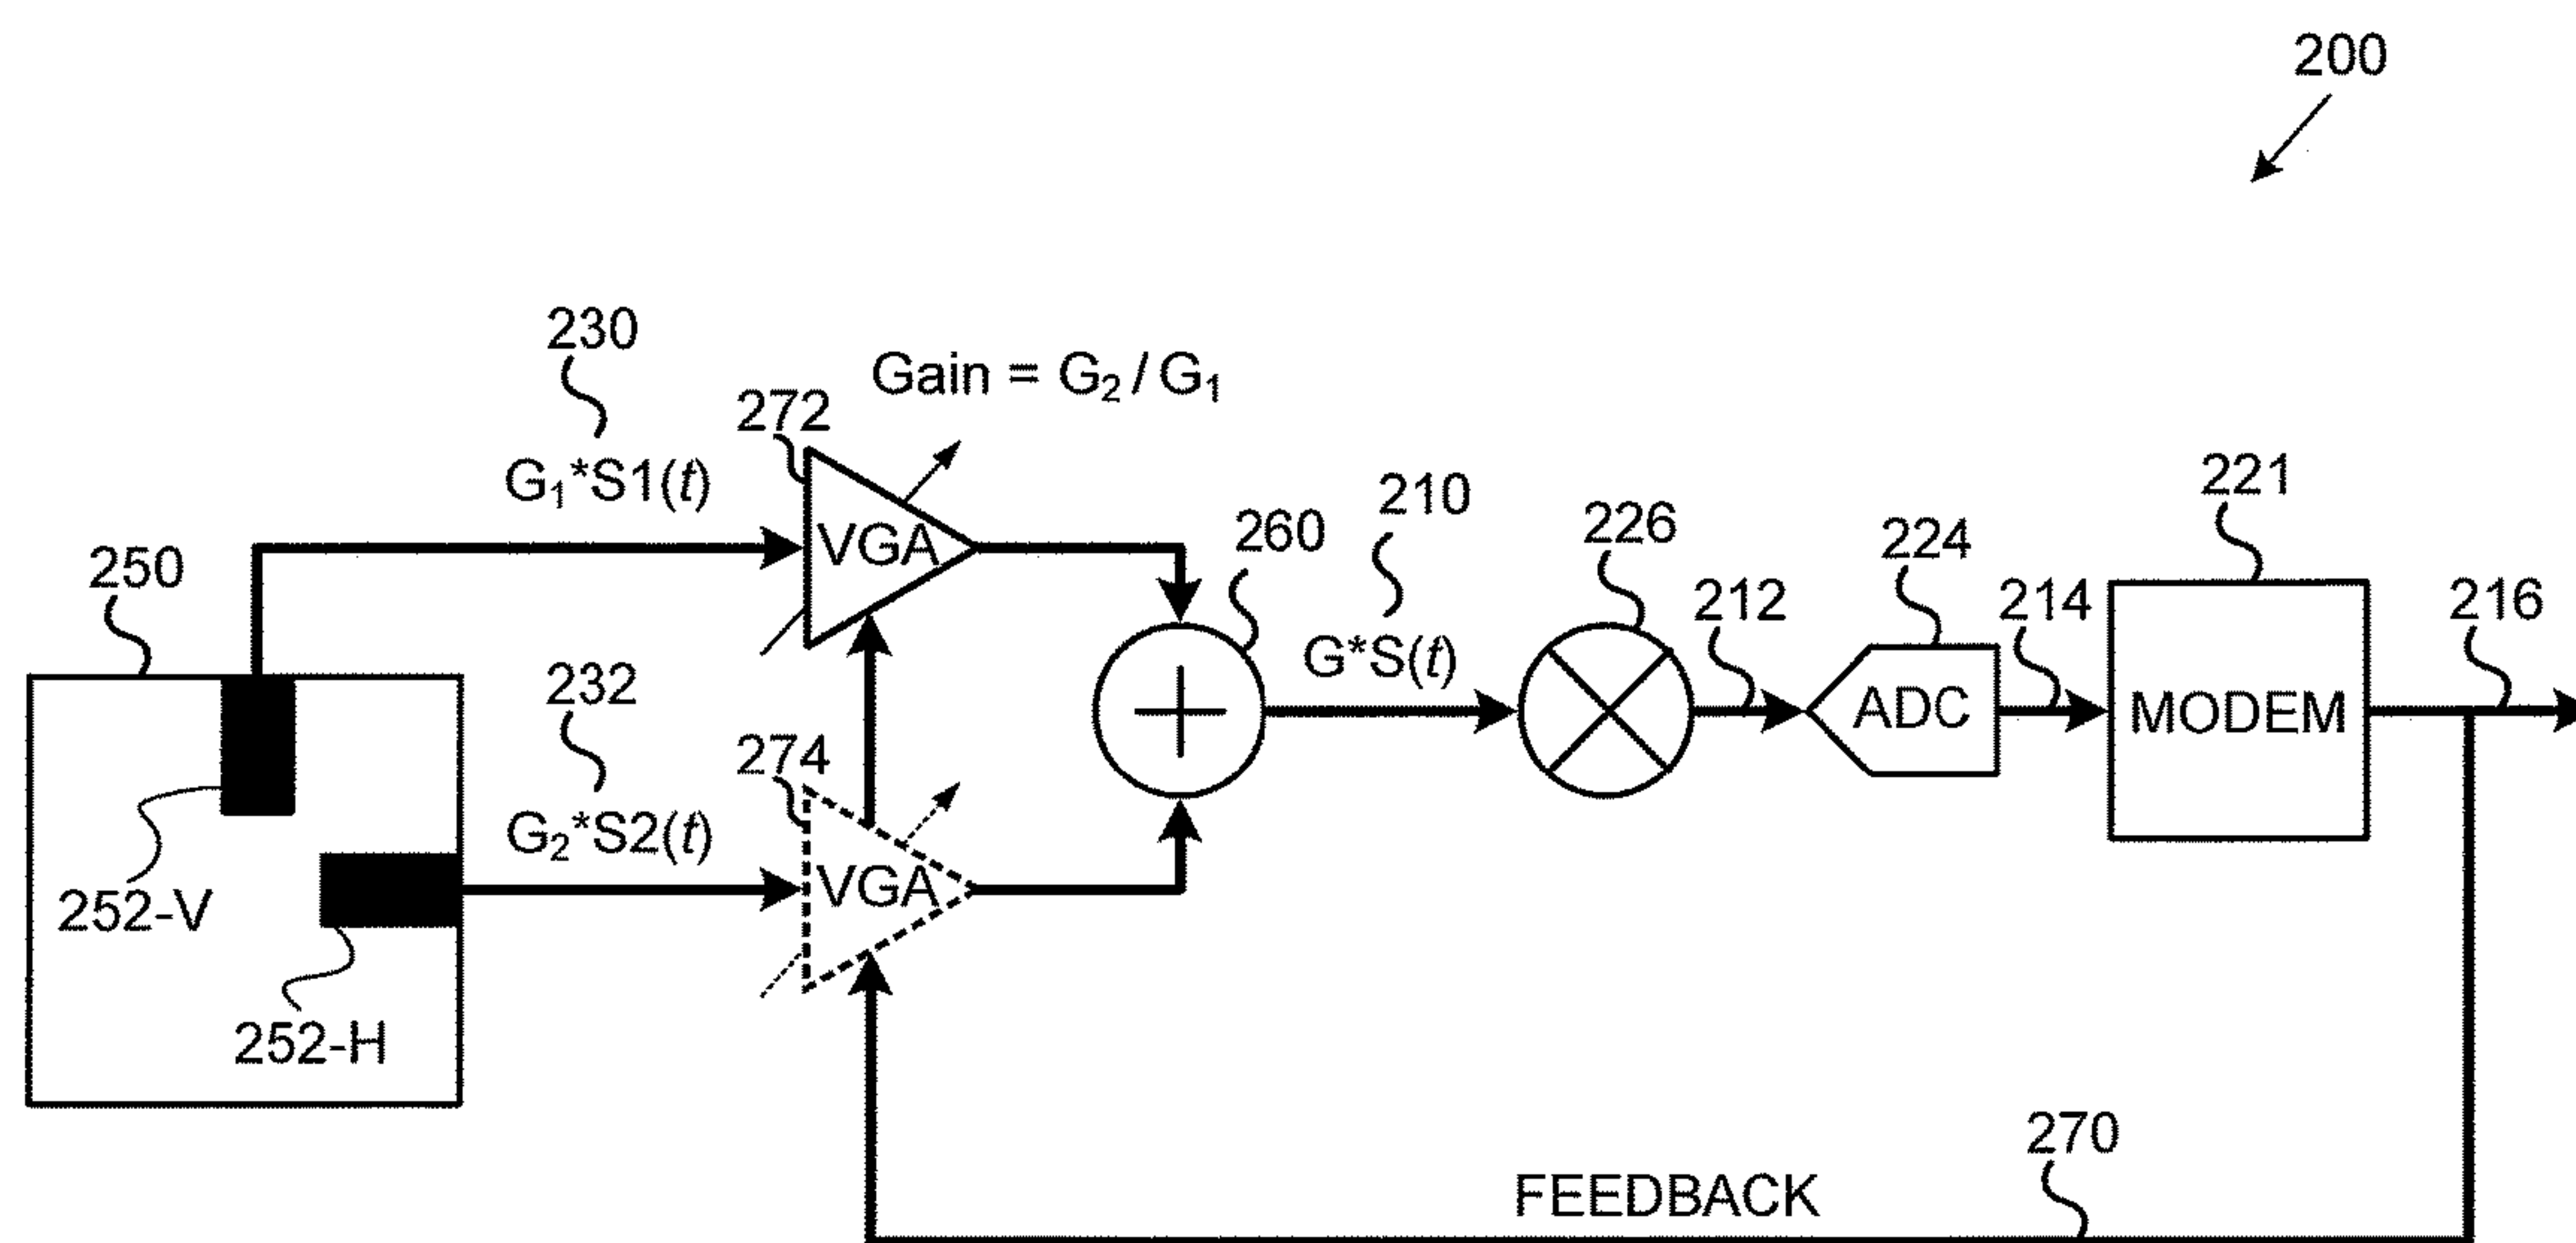 200
230
Gain = G₂ / G₁
272
G₁*S1(t)
VGA
210
260
226
224
221
250
212
214
216
G*S(t)
ADC
MODEM
232
274
G₂*S2(t)
VGA
252-V
252-H
270
FEEDBACK